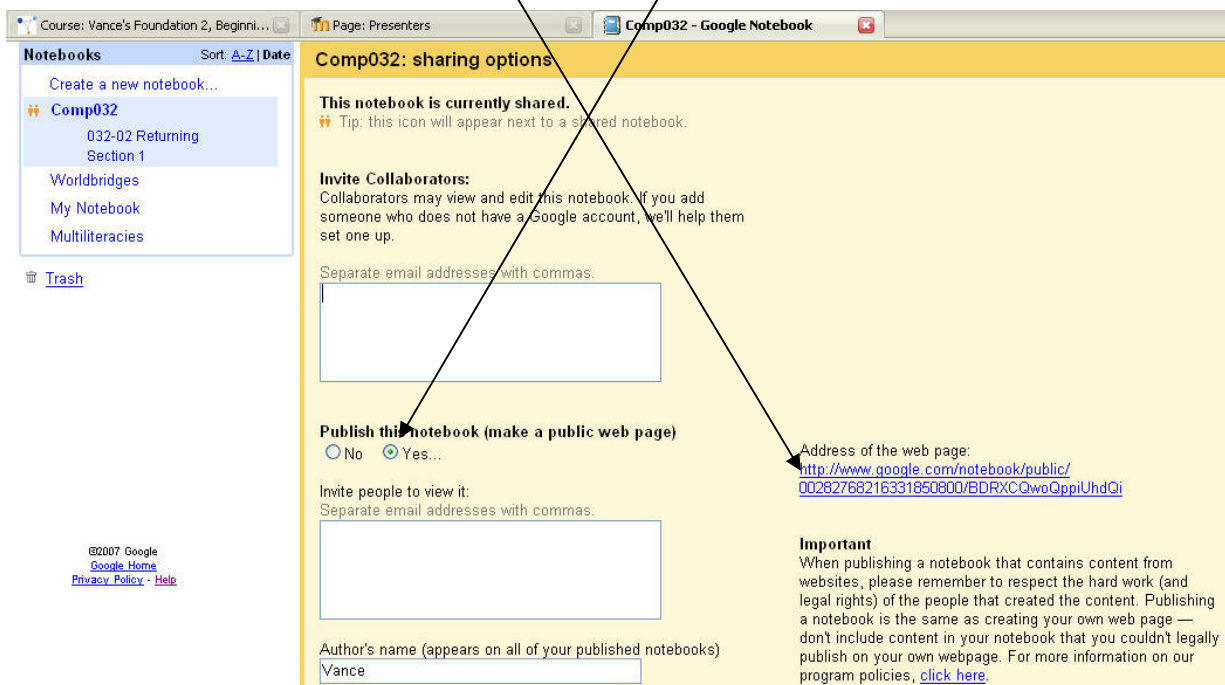 Course: Vance's Foundation 2, Beginni...
Page: Presenters
Comp032 - Google Notebook
Notebooks Sort: A-Z | Date
Create a new notebook...
Comp032
032-02 Returning
Section 1
Worldbridges
My Notebook
Multiliteracies
Trash
©2007 Google
Google Home
Privacy Policy - Help
Comp032: sharing options
This notebook is currently shared.
Tip: this icon will appear next to a shared notebook.
Invite Collaborators:
Collaborators may view and edit this notebook. If you add
someone who does not have a Google account, we'll help them
set one up.
Separate email addresses with commas.
Publish this notebook (make a public web page)
No Yes...
Invite people to view it:
Separate email addresses with commas.
Author's name (appears on all of your published notebooks)
Vance
Address of the web page:
http://www.google.com/notebook/public/
00282768216331850800/BDRXCQwoQppiUhdQi
Important
When publishing a notebook that contains content from
websites, please remember to respect the hard work (and
legal rights) of the people that created the content. Publishing
a notebook is the same as creating your own web page —
don't include content in your notebook that you couldn't legally
publish on your own webpage. For more information on our
program policies, click here.